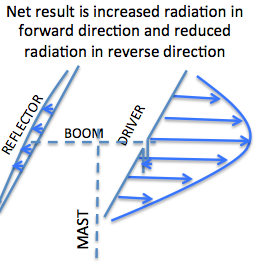 Net result is increased radiation in
forward direction and reduced
radiation in reverse direction
REFLECTOR
BOOM
DRIVER
MAST